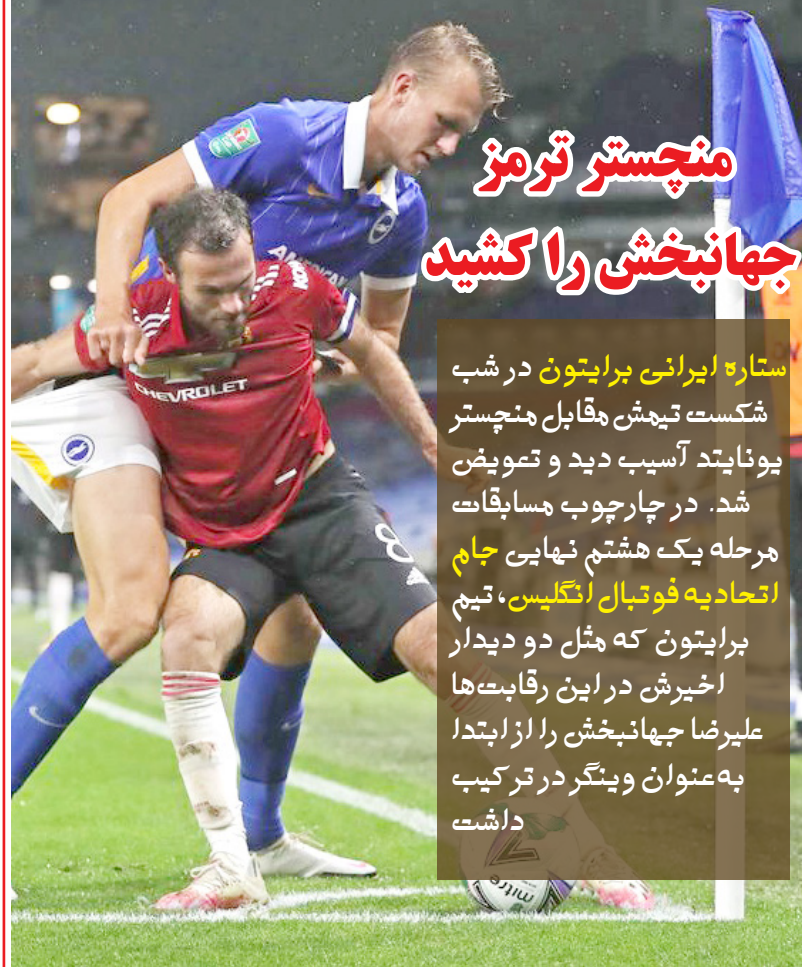 منچستر ترمز
جهانبخش را کشید
ستاره ایرانی برایتون در شب
شکست تیمش مقابل منچستر
یونایتد آسیب دید و تعویض
شد. در چارچوب مسابقات
مرحله یک هشتم نهایی جام
اتحادیه فوتبال انگلیس، تیم
برایتون که مثل دو دیدار
اخیرش در این رقابت‌ها
علیرضا جهانبخش را از ابتدا
به‌عنوان وینگر در ترکیب
داشت
CHEVROLET
8
mitre